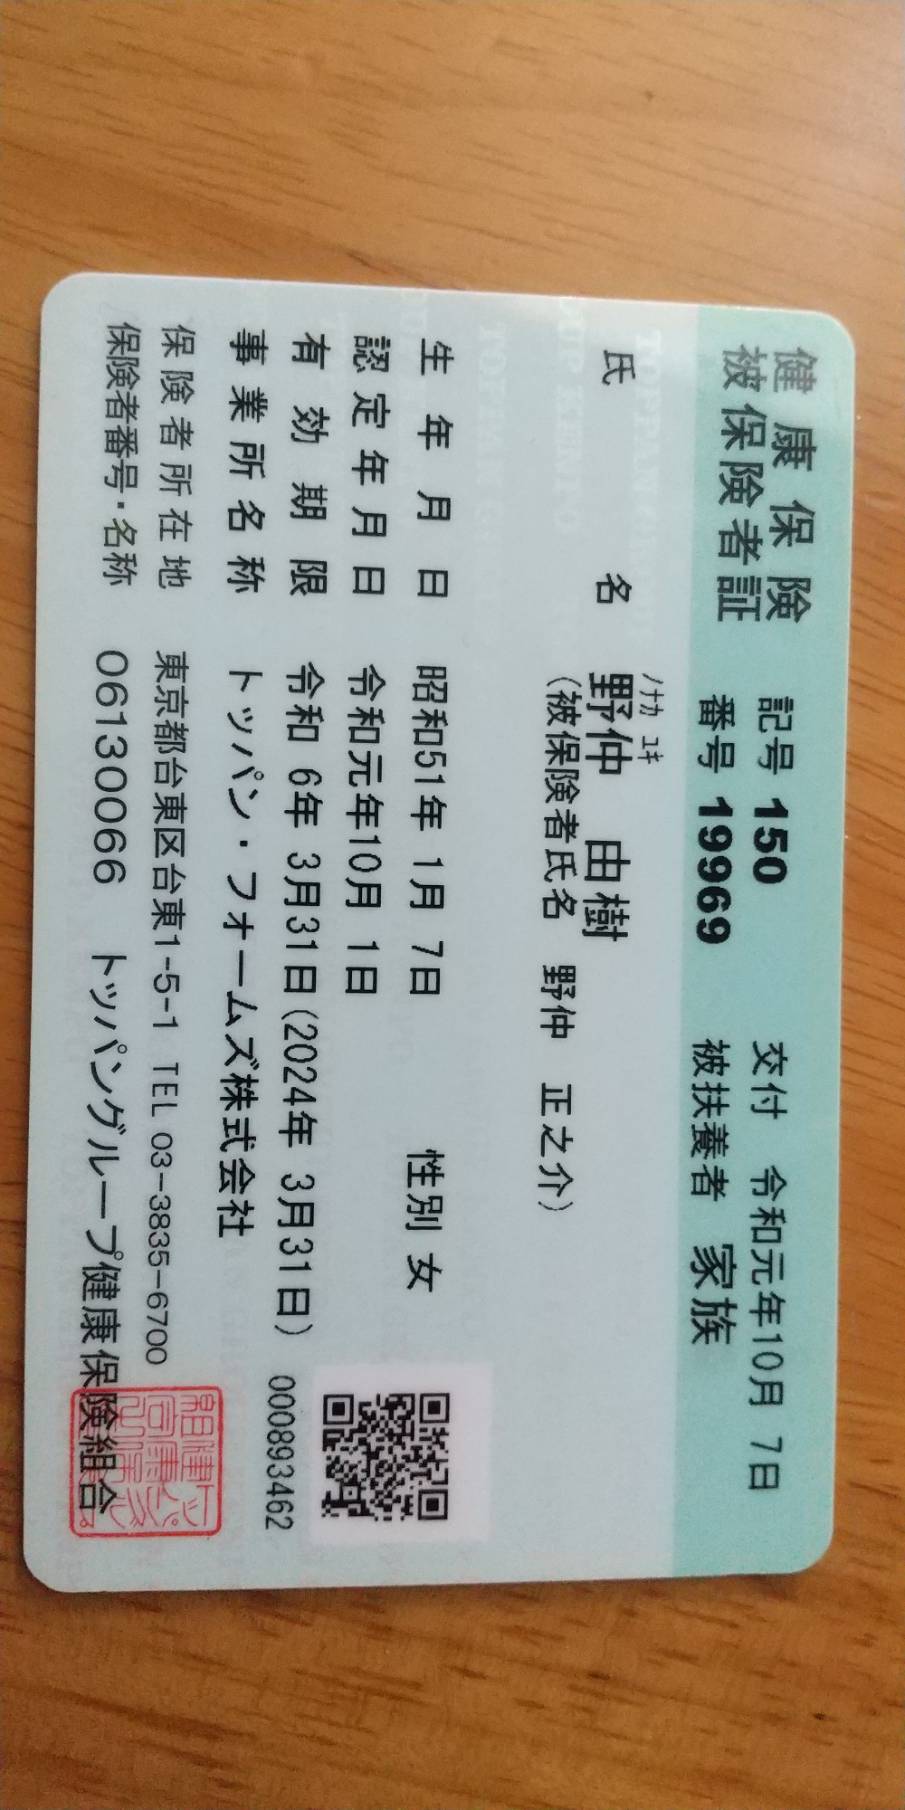 健康保険 記号 150 交付 令和元年10月 7日
被保険者証 番号 19969 被扶養者 家族
ノナカ ユキ
氏 名 野仲 由樹
(被保険者氏名 野仲 正之介)
生年月日 昭和51年 1月 7日 性別 女
認定年月日 令和元年10月 1日
有効期限 令和 6年 3月31日(2024年 3月31日)
000893462
事業所名称 トッパン・フォームズ株式会社
保険者所在地 東京都台東区台東1-5-1 TEL 03-3835-6700
保険者番号・名称 06130066 トッパングループ健康保険組合